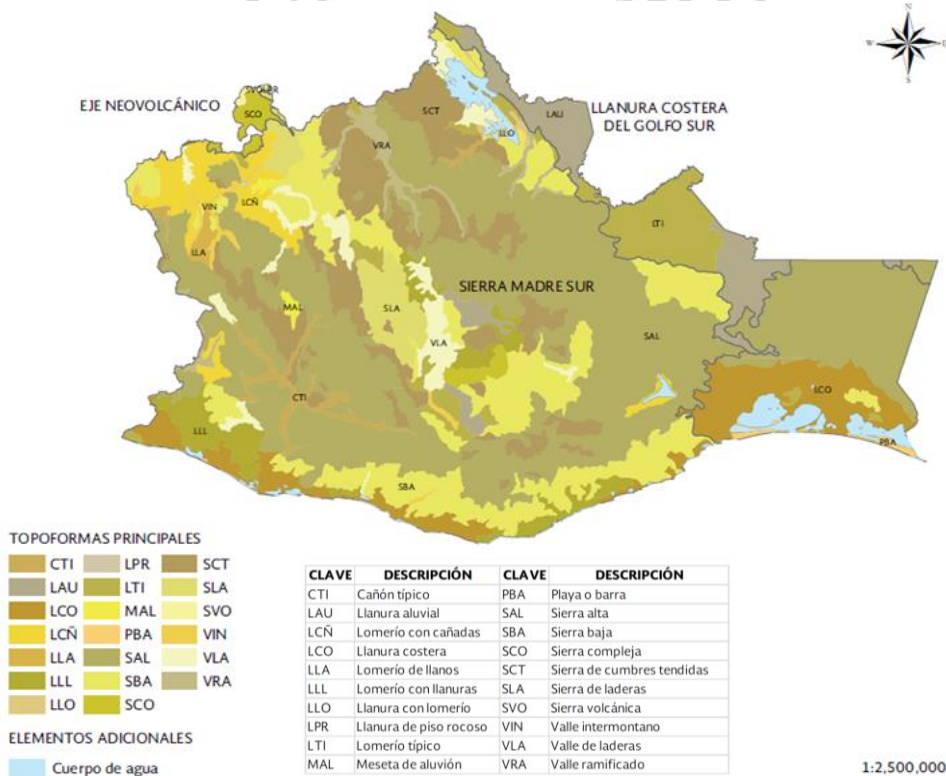 N
W
E
S
EJE NEOVOLCÁNICO
LLANURA COSTERA
DEL GOLFO SUR
SIERRA MADRE SUR
SVO
LPR
SCO
SCT
LAU
LLO
VRA
VIN
LCÑ
LTI
LLA
MAL
SLA
VLA
SAL
CTI
LCO
LLL
PBA
SBA
TOPOFORMAS PRINCIPALES
CTI LPR SCT
LAU LTI SLA
LCO MAL SVO
LCÑ PBA VIN
LLA SAL VLA
LLL SBA VRA
LLO SCO
ELEMENTOS ADICIONALES
Cuerpo de agua
CLAVE DESCRIPCIÓN CLAVE DESCRIPCIÓN
CTI Cañón típico PBA Playa o barra
LAU Llanura aluvial SAL Sierra alta
LCÑ Lomerío con cañadas SBA Sierra baja
LCO Llanura costera SCO Sierra compleja
LLA Lomerío de llanos SCT Sierra de cumbres tendidas
LLL Lomerío con llanuras SLA Sierra de laderas
LLO Llanura con lomerío SVO Sierra volcánica
LPR Llanura de piso rocoso VIN Valle intermontano
LTI Lomerío típico VLA Valle de laderas
MAL Meseta de aluvión VRA Valle ramificado
1:2,500,000